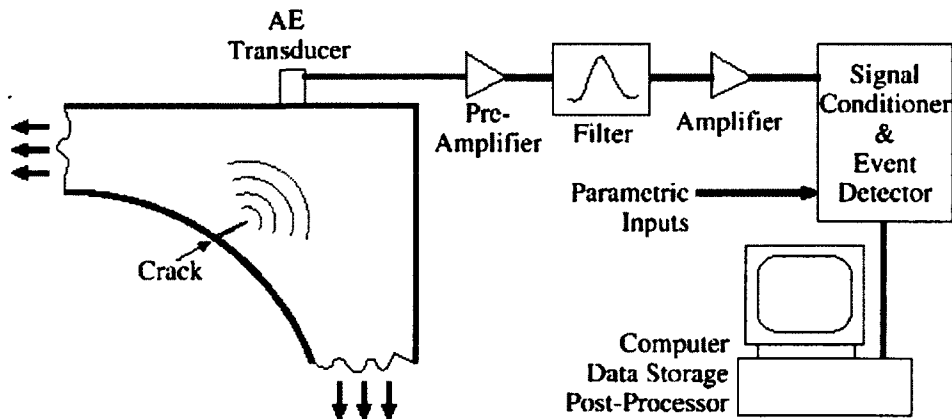 AE
Transducer
Pre-
Amplifier
Filter
Amplifier
Signal
Conditioner
&
Event
Detector
Parametric
Inputs
Crack
Computer
Data Storage
Post-Processor